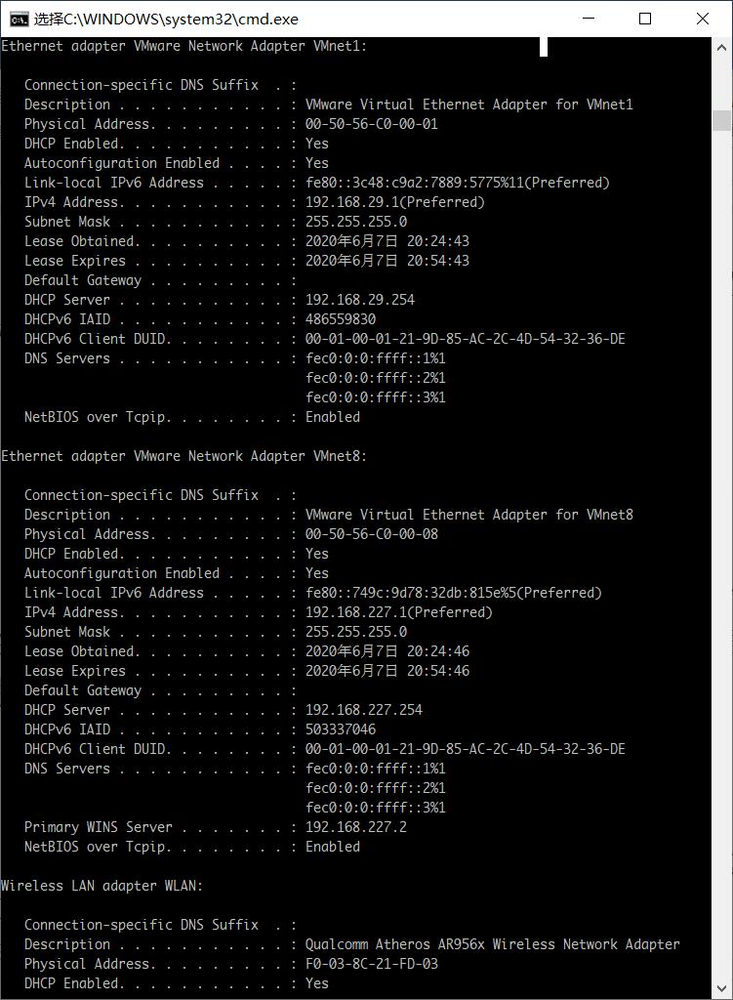 选择C:\WINDOWS\system32\cmd.exe
Ethernet adapter VMware Network Adapter VMnet1:
Connection-specific DNS Suffix  . :
Description . . . . . . . . . . . : VMware Virtual Ethernet Adapter for VMnet1
Physical Address. . . . . . . . . : 00-50-56-C0-00-01
DHCP Enabled. . . . . . . . . . . : Yes
Autoconfiguration Enabled . . . . : Yes
Link-local IPv6 Address . . . . . : fe80::3c48:c9a2:7889:5775%11(Preferred)
IPv4 Address. . . . . . . . . . . : 192.168.29.1(Preferred)
Subnet Mask . . . . . . . . . . . : 255.255.255.0
Lease Obtained. . . . . . . . . . : 2020年6月7日 20:24:43
Lease Expires . . . . . . . . . . : 2020年6月7日 20:54:43
Default Gateway . . . . . . . . . :
DHCP Server . . . . . . . . . . . : 192.168.29.254
DHCPv6 IAID . . . . . . . . . . . : 486559830
DHCPv6 Client DUID. . . . . . . . : 00-01-00-01-21-9D-85-AC-2C-4D-54-32-36-DE
DNS Servers . . . . . . . . . . . : fec0:0:0:ffff::1%1
fec0:0:0:ffff::2%1
fec0:0:0:ffff::3%1
NetBIOS over Tcpip. . . . . . . . : Enabled
Ethernet adapter VMware Network Adapter VMnet8:
Connection-specific DNS Suffix  . :
Description . . . . . . . . . . . : VMware Virtual Ethernet Adapter for VMnet8
Physical Address. . . . . . . . . : 00-50-56-C0-00-08
DHCP Enabled. . . . . . . . . . . : Yes
Autoconfiguration Enabled . . . . : Yes
Link-local IPv6 Address . . . . . : fe80::749c:9d78:32db:815e%5(Preferred)
IPv4 Address. . . . . . . . . . . : 192.168.227.1(Preferred)
Subnet Mask . . . . . . . . . . . : 255.255.255.0
Lease Obtained. . . . . . . . . . : 2020年6月7日 20:24:46
Lease Expires . . . . . . . . . . : 2020年6月7日 20:54:46
Default Gateway . . . . . . . . . :
DHCP Server . . . . . . . . . . . : 192.168.227.254
DHCPv6 IAID . . . . . . . . . . . : 503337046
DHCPv6 Client DUID. . . . . . . . : 00-01-00-01-21-9D-85-AC-2C-4D-54-32-36-DE
DNS Servers . . . . . . . . . . . : fec0:0:0:ffff::1%1
fec0:0:0:ffff::2%1
fec0:0:0:ffff::3%1
Primary WINS Server . . . . . . . : 192.168.227.2
NetBIOS over Tcpip. . . . . . . . : Enabled
Wireless LAN adapter WLAN:
Connection-specific DNS Suffix  . :
Description . . . . . . . . . . . : Qualcomm Atheros AR956x Wireless Network Adapter
Physical Address. . . . . . . . . : F0-03-8C-21-FD-03
DHCP Enabled. . . . . . . . . . . : Yes